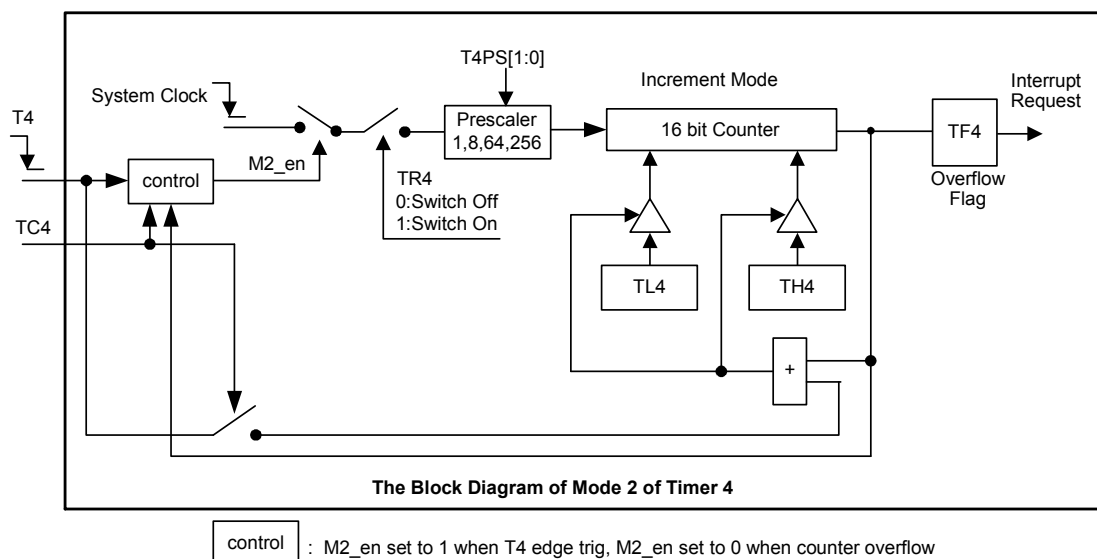 T4PS[1:0]
Increment Mode
Interrupt
Request
System Clock
T4
Prescaler
1,8,64,256
16 bit Counter
TF4
M2_en
control
TR4
0:Switch Off
1:Switch On
Overflow
Flag
TC4
TL4
TH4
+
The Block Diagram of Mode 2 of Timer 4
control : M2_en set to 1 when T4 edge trig, M2_en set to 0 when counter overflow